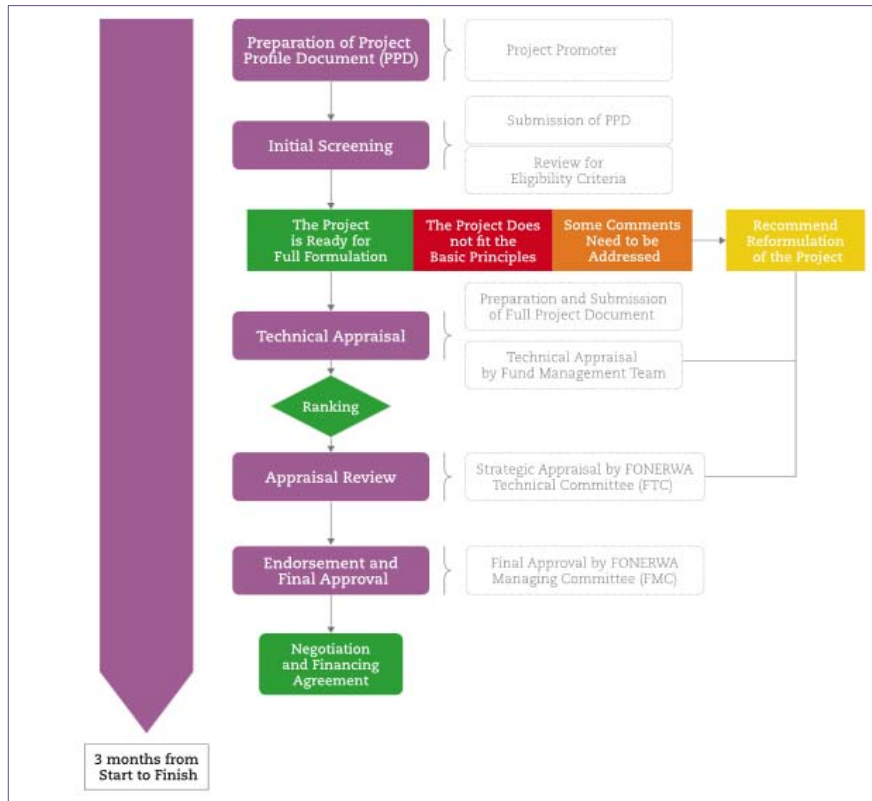 Preparation of Project
Profile Document (PPD)
Project Promoter
Initial Screening
Submission of PPD
Review for
Eligibility Criteria
The Project
is Ready for
Full Formulation
The Project Does
not fit the
Basic Principles
Some Comments
Need to be
Addressed
Recommend
Reformulation
of the Project
Technical Appraisal
Preparation and Submission
of Full Project Document
Technical Appraisal
by Fund Management Team
Ranking
Appraisal Review
Strategic Appraisal by FONERWA
Technical Committee (FTC)
Endorsement and
Final Approval
Final Approval by FONERWA
Managing Committee (FMC)
Negotiation
and Financing
Agreement
3 months from
Start to Finish